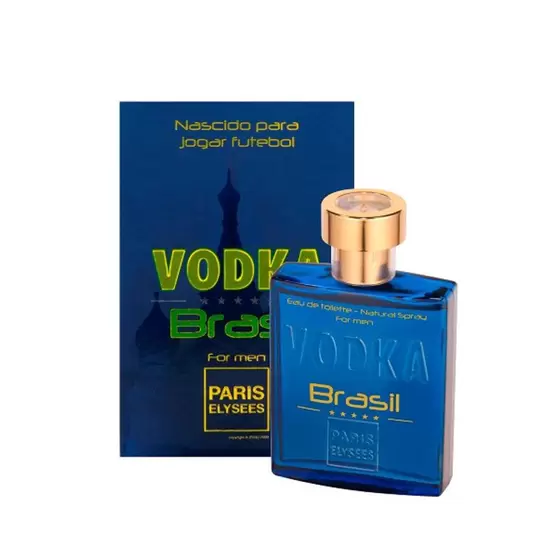 Nascido para
jogar futebol
VODKA
Brasil
For men
PARIS
ELYSEES
Eau de toilette - Natural Spray
For men
VODKA
Brasil
PARIS
ELYSEES